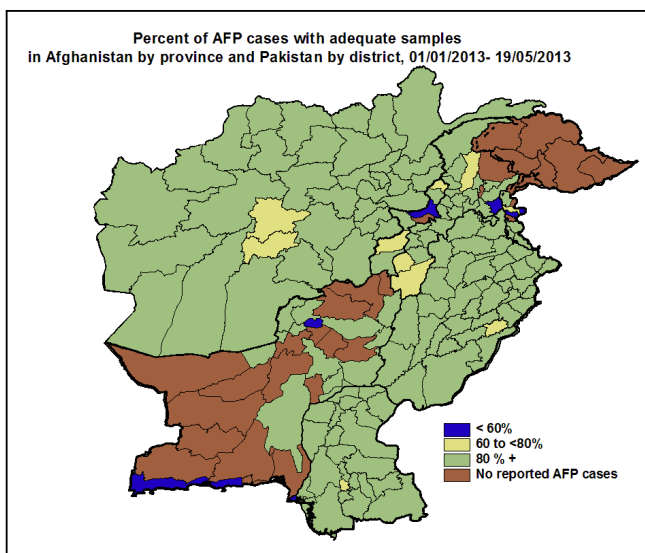 Percent of AFP cases with adequate samples
in Afghanistan by province and Pakistan by district, 01/01/2013- 19/05/2013
< 60%
60 to <80%
80 % +
No reported AFP cases